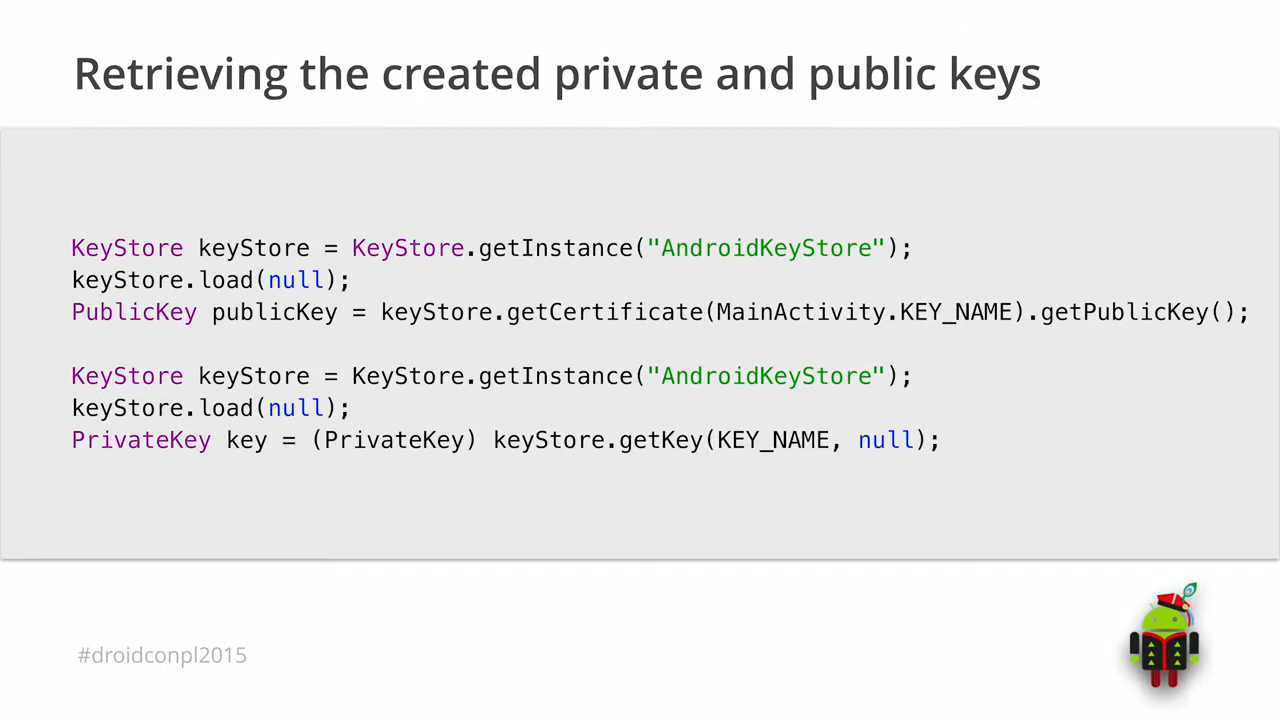 Retrieving the created private and public keys
KeyStore keyStore = KeyStore.getInstance("AndroidKeyStore");
keyStore.load(null);
PublicKey publicKey = keyStore.getCertificate(MainActivity.KEY_NAME).getPublicKey();
KeyStore keyStore = KeyStore.getInstance("AndroidKeyStore");
keyStore.load(null);
PrivateKey key = (PrivateKey) keyStore.getKey(KEY_NAME, null);
#droidconpl2015